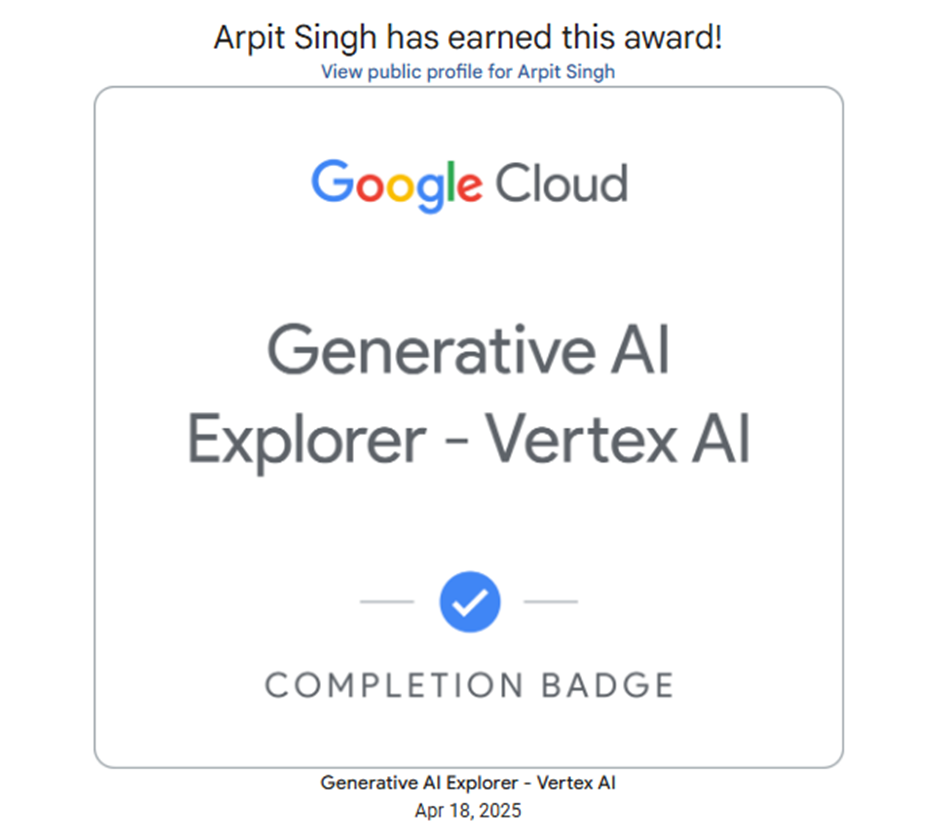 Arpit Singh has earned this award!
View public profile for Arpit Singh
Google Cloud
Generative AI
Explorer - Vertex AI
COMPLETION BADGE
Generative AI Explorer - Vertex AI
Apr 18, 2025